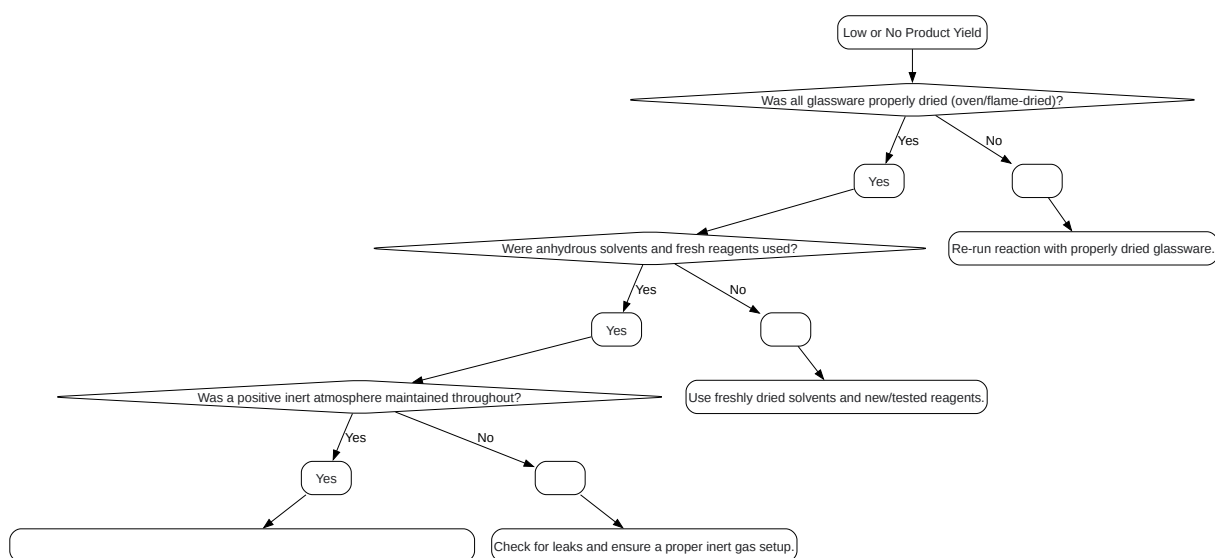 Low or No Product Yield
Was all glassware properly dried (oven/flame-dried)?
Yes
No
Yes
Re-run reaction with properly dried glassware.
Were anhydrous solvents and fresh reagents used?
Yes
No
Yes
Use freshly dried solvents and new/tested reagents.
Was a positive inert atmosphere maintained throughout?
Yes
No
Yes
Check for leaks and ensure a proper inert gas setup.